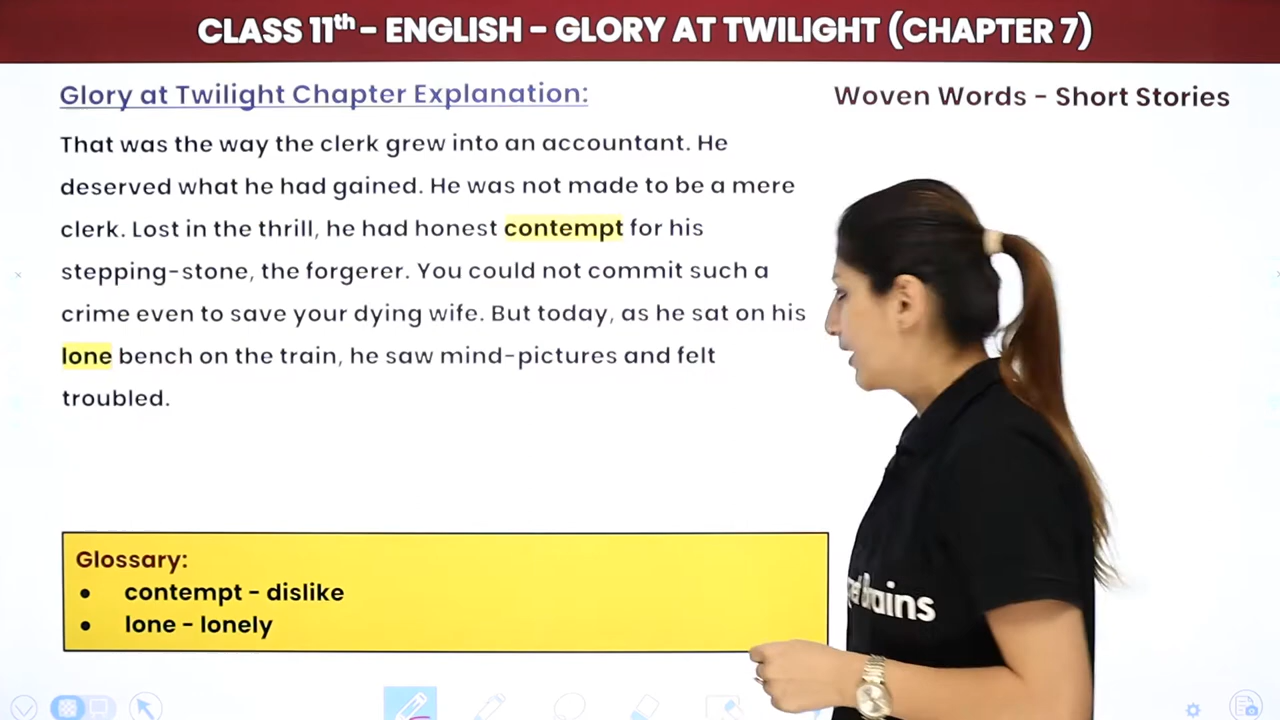 CLASS 11th - ENGLISH - GLORY AT TWILIGHT (CHAPTER 7)
Glory at Twilight Chapter Explanation:
Woven Words - Short Stories
That was the way the clerk grew into an accountant. He
deserved what he had gained. He was not made to be a mere
clerk. Lost in the thrill, he had honest contempt for his
stepping-stone, the forgerer. You could not commit such a
crime even to save your dying wife. But today, as he sat on his
lone bench on the train, he saw mind-pictures and felt
troubled.
Glossary:
● contempt - dislike
● lone - lonely